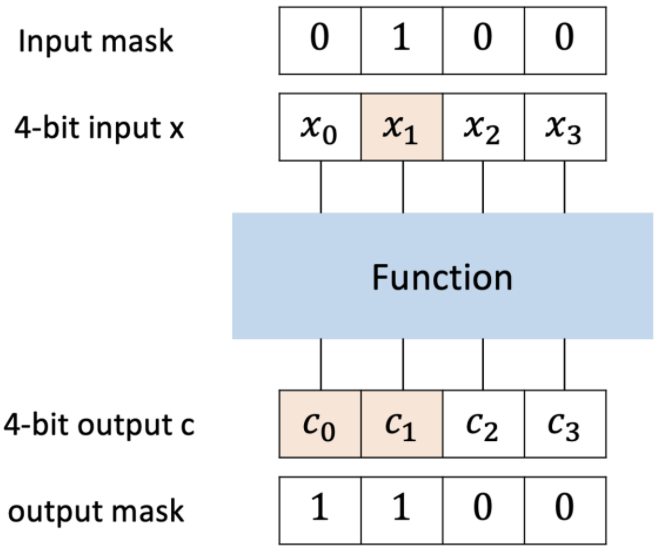 Input mask 0 1 0 0
4-bit input x x₀ x₁ x₂ x₃
Function
4-bit output c c₀ c₁ c₂ c₃
output mask 1 1 0 0